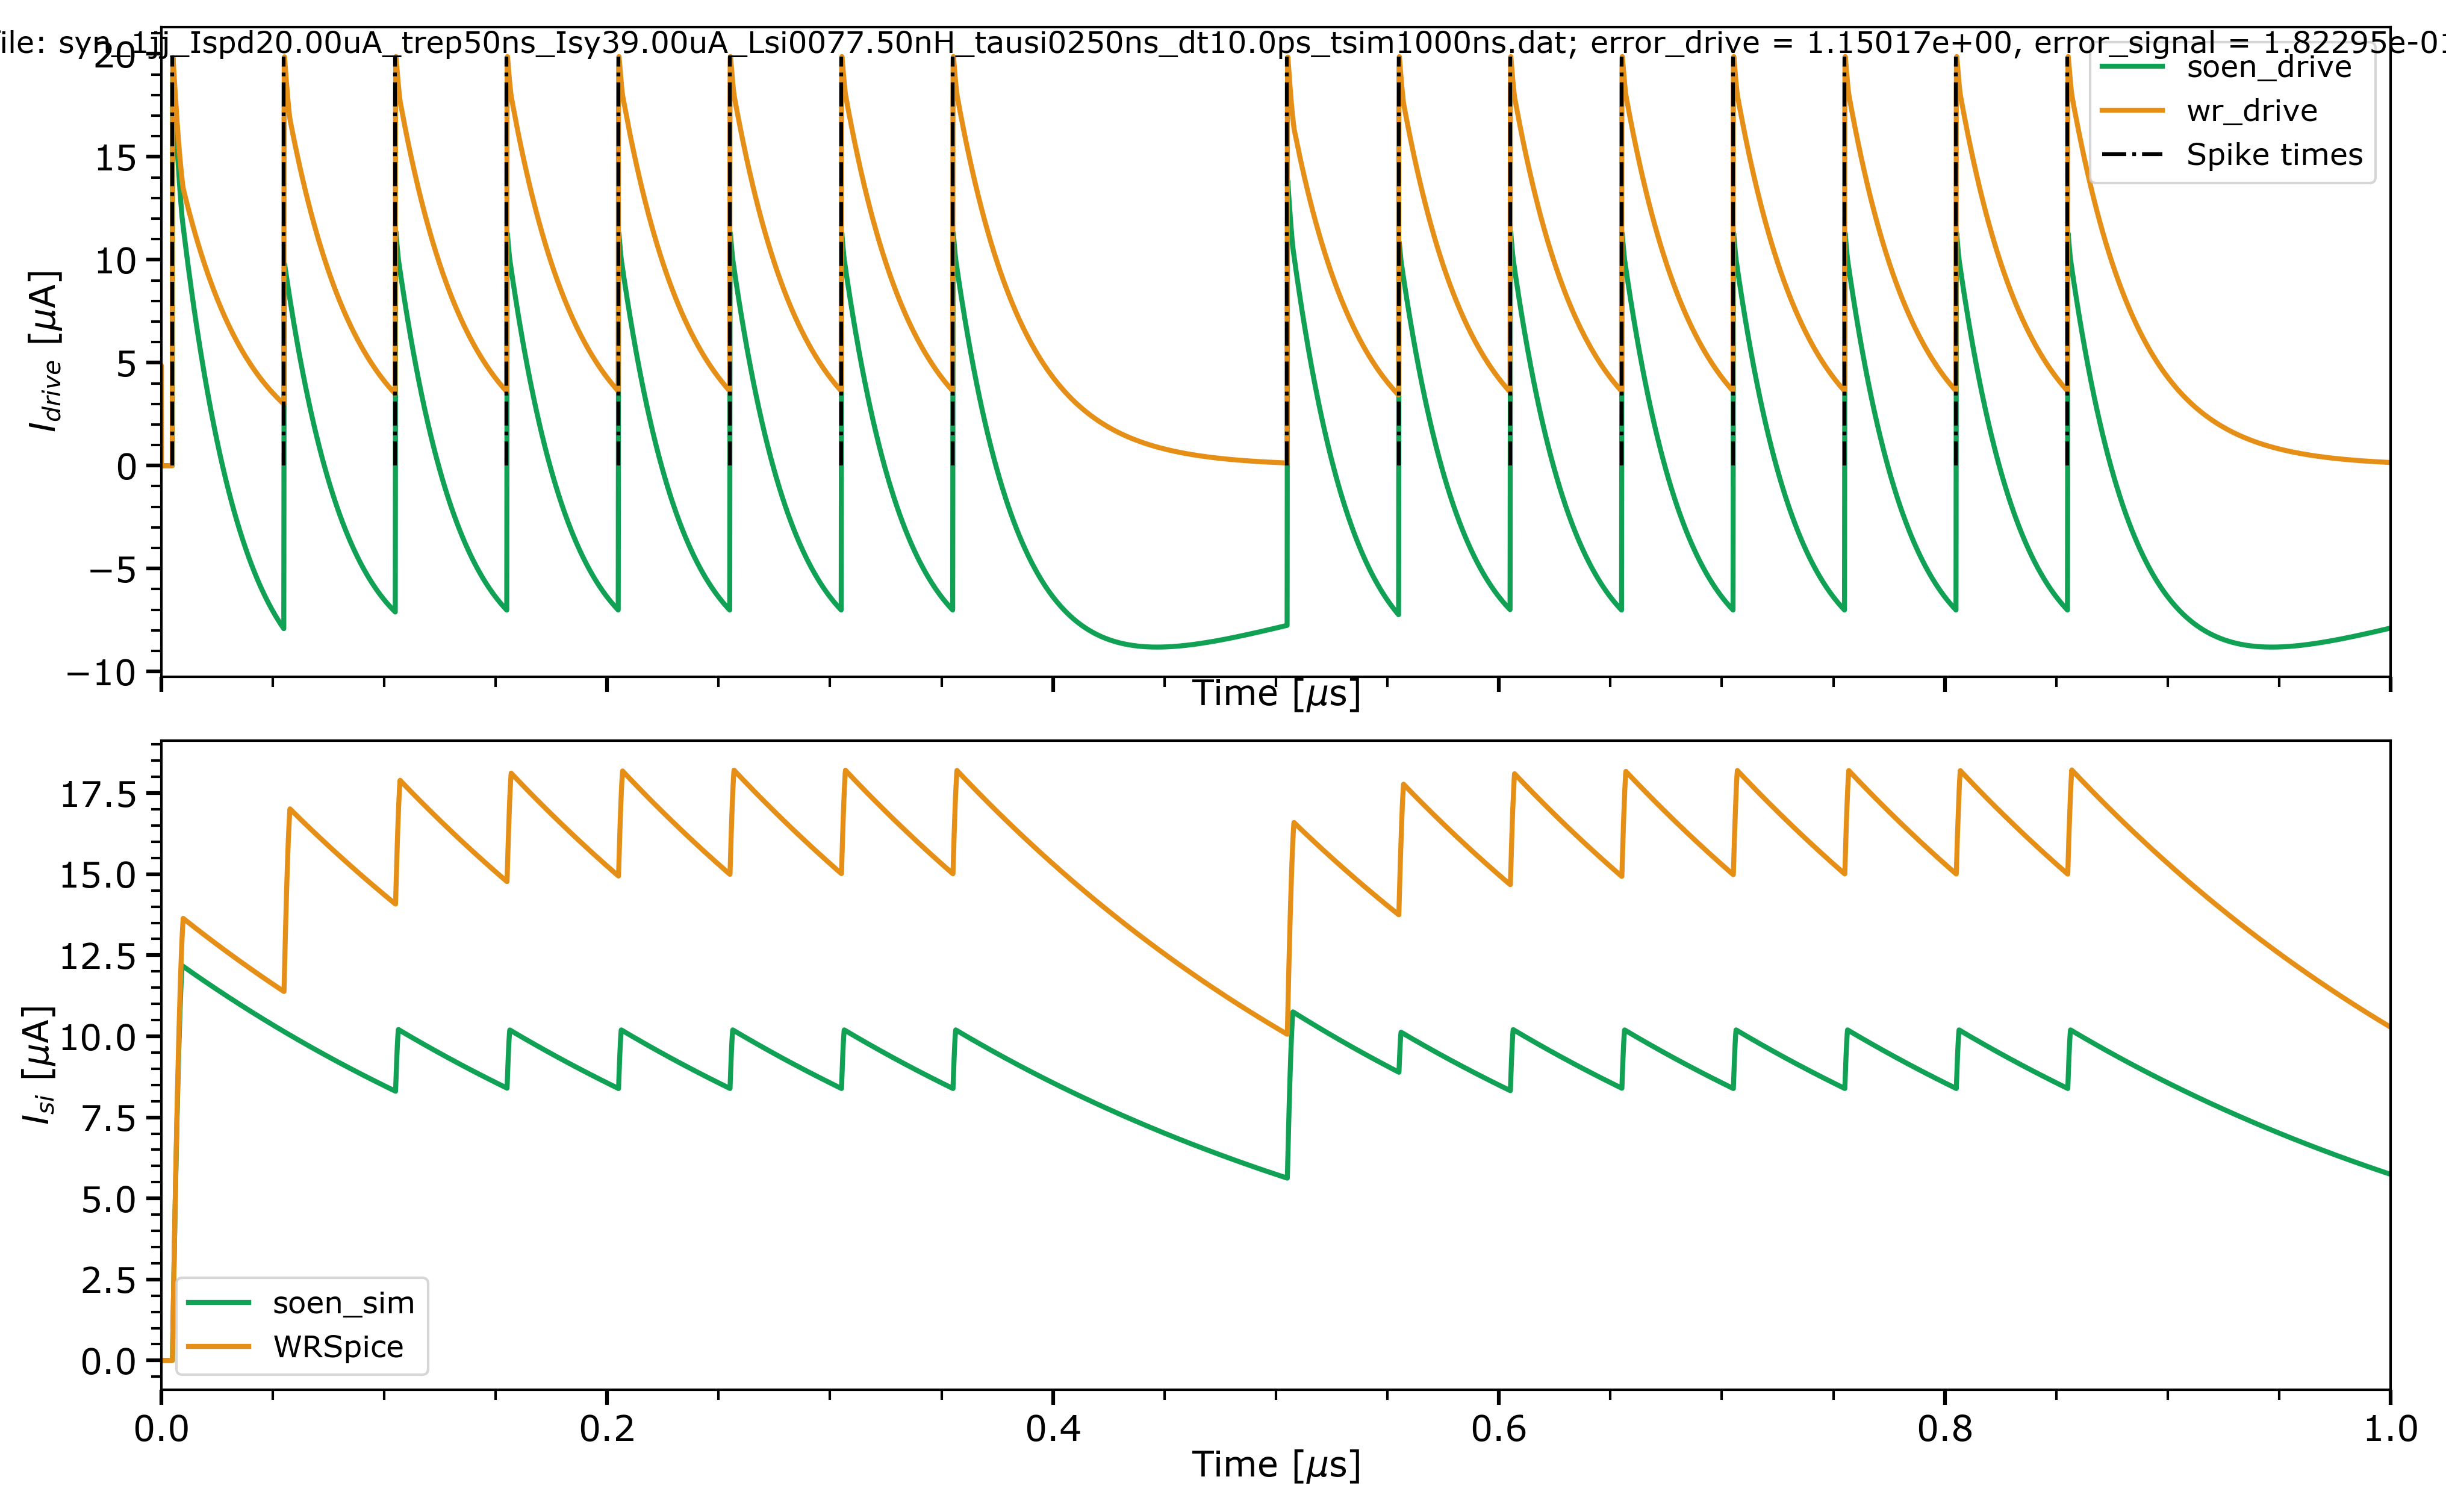 ile: syn_1jj_Ispd20.00uA_trep50ns_Isy39.00uA_Lsi0077.50nH_tausi0250ns_dt10.0ps_tsim1000ns.dat; error_drive = 1.15017e+00, error_signal = 1.82295e-01
20
15
10
5
0
−5
−10
I_drive [μA]
soen_drive
wr_drive
Spike times
Time [μs]
17.5
15.0
12.5
10.0
7.5
5.0
2.5
0.0
I_si [μA]
soen_sim
WRSpice
0.0 0.2 0.4 0.6 0.8 1.0
Time [μs]